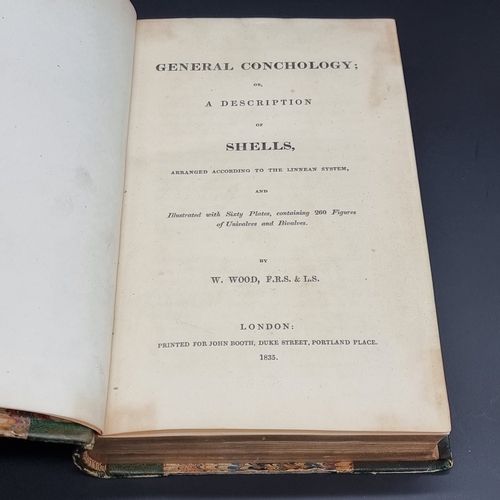 GENERAL CONCHOLOGY;
OR,
A DESCRIPTION
OF
SHELLS,
ARRANGED ACCORDING TO THE LINNEAN SYSTEM,
AND
Illustrated with Sixty Plates, containing 260 Figures
of Univalves and Bivalves.
BY
W. WOOD, F.R.S. & L.S.
LONDON:
PRINTED FOR JOHN BOOTH, DUKE STREET, PORTLAND PLACE.
1835.